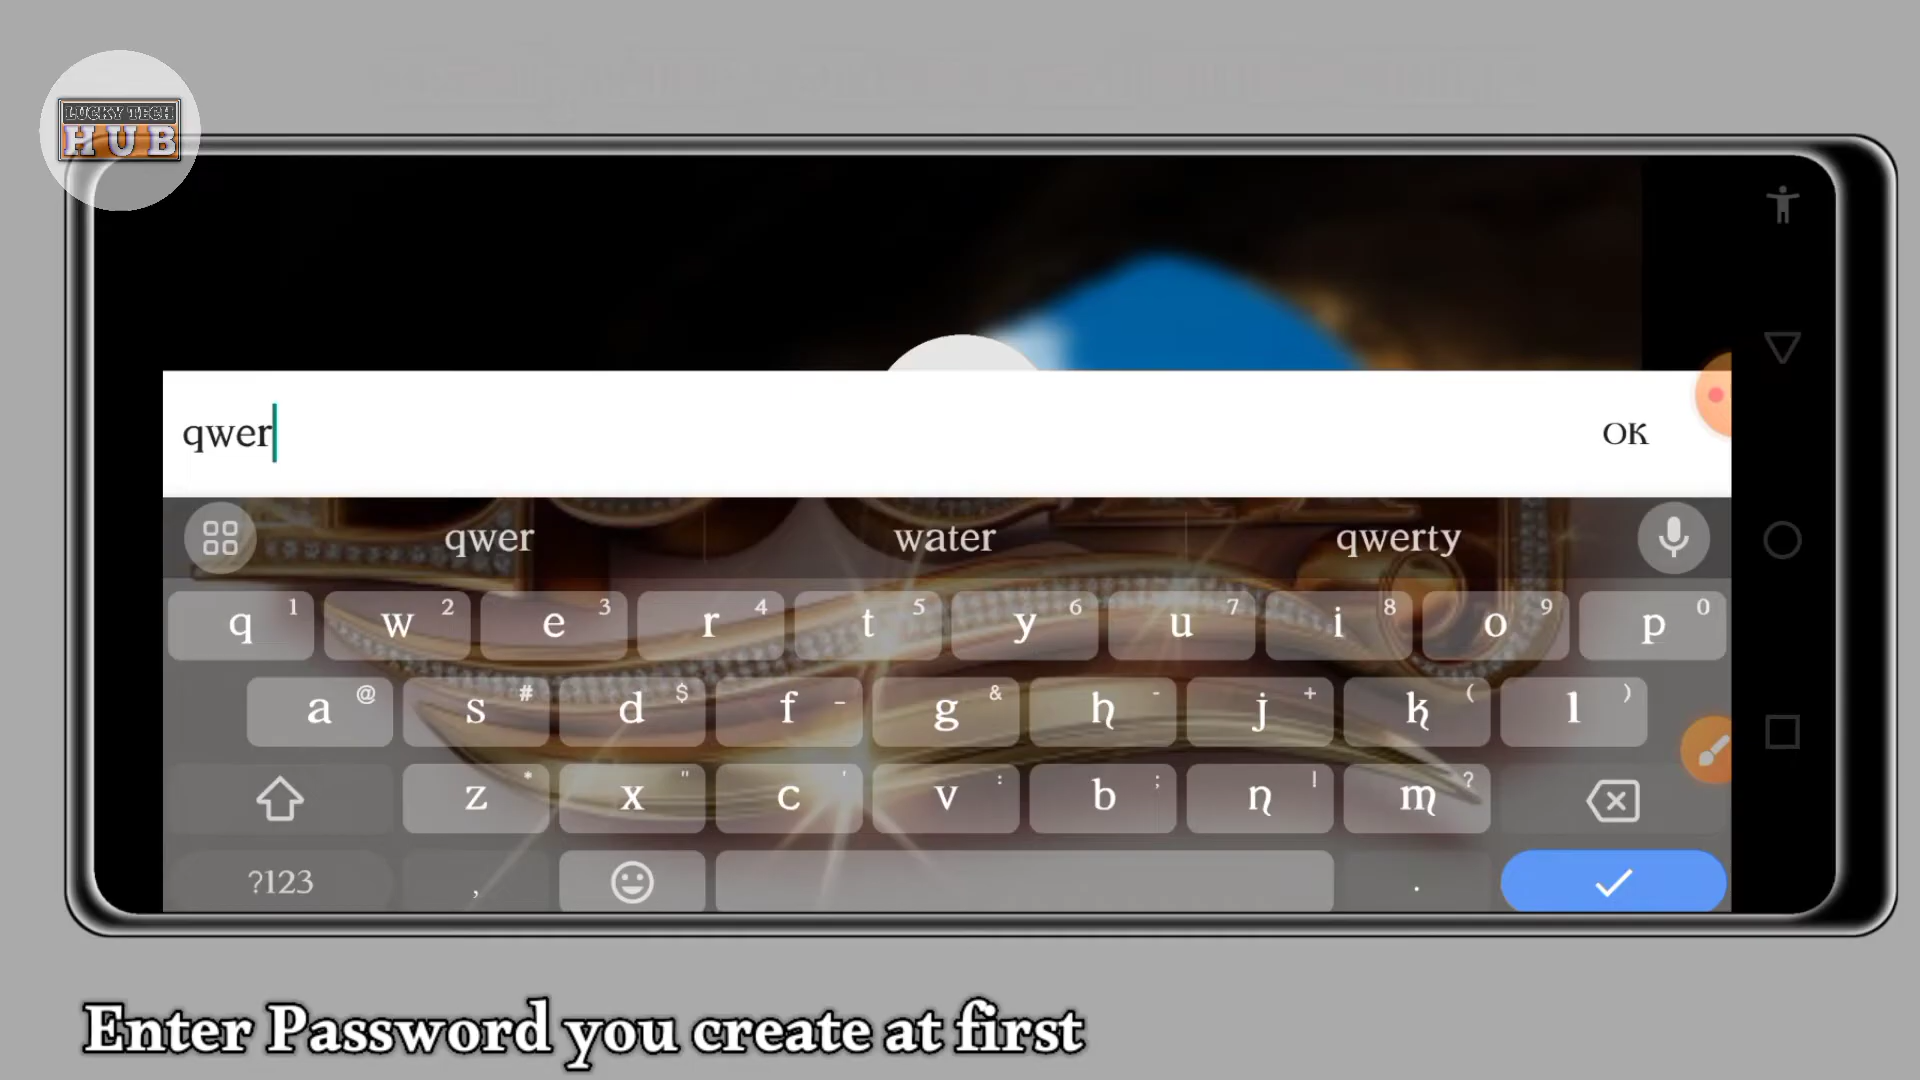 LUCKY TECH
HUB
qwer
OK
qwer water qwerty
q 1 w 2 e 3 r 4 t 5 y 6 u 7 i 8 o 9 p 0
a @ s # d $ f _ g & h - j + k ( l )
z * x " c ' v : b ; n ! m ?
?123 , .
Enter Password you create at first